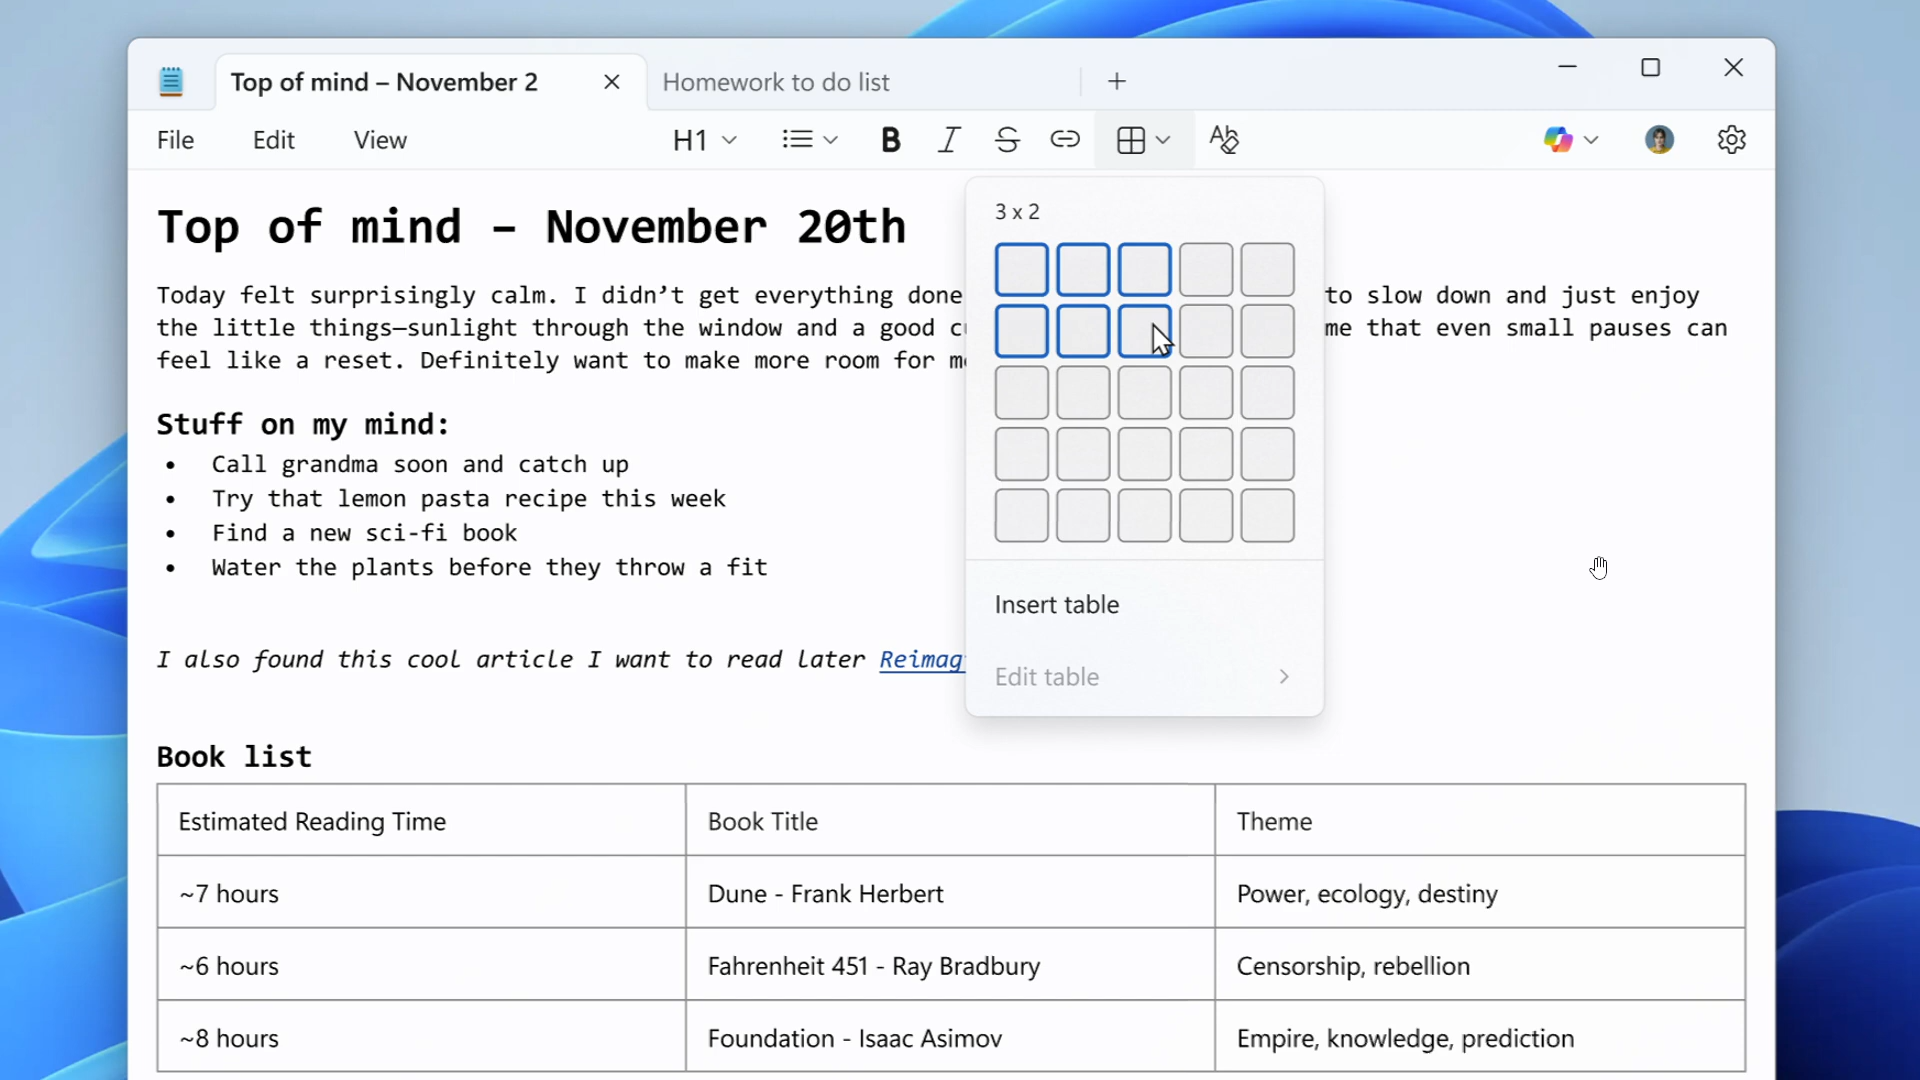 Top of mind – November 2
Homework to do list
File Edit View H1 B I S
Top of mind – November 20th
3 x 2
Today felt surprisingly calm. I didn’t get everything done to slow down and just enjoy
the little things—sunlight through the window and a good me that even small pauses can
feel like a reset. Definitely want to make more room for
Stuff on my mind:
• Call grandma soon and catch up
• Try that lemon pasta recipe this week
• Find a new sci-fi book
• Water the plants before they throw a fit
Insert table
I also found this cool article I want to read later Reimag
Edit table
Book list
Estimated Reading Time Book Title Theme
~7 hours Dune - Frank Herbert Power, ecology, destiny
~6 hours Fahrenheit 451 - Ray Bradbury Censorship, rebellion
~8 hours Foundation - Isaac Asimov Empire, knowledge, prediction